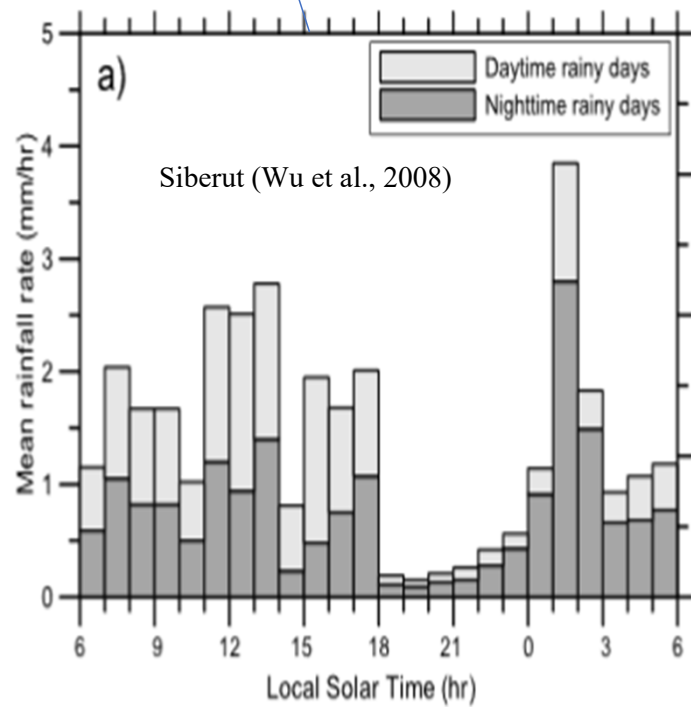 5
a)
Daytime rainy days
Nighttime rainy days
4
Siberut (Wu et al., 2008)
3
2
1
0
Mean rainfall rate (mm/hr)
6 9 12 15 18 21 0 3 6
Local Solar Time (hr)